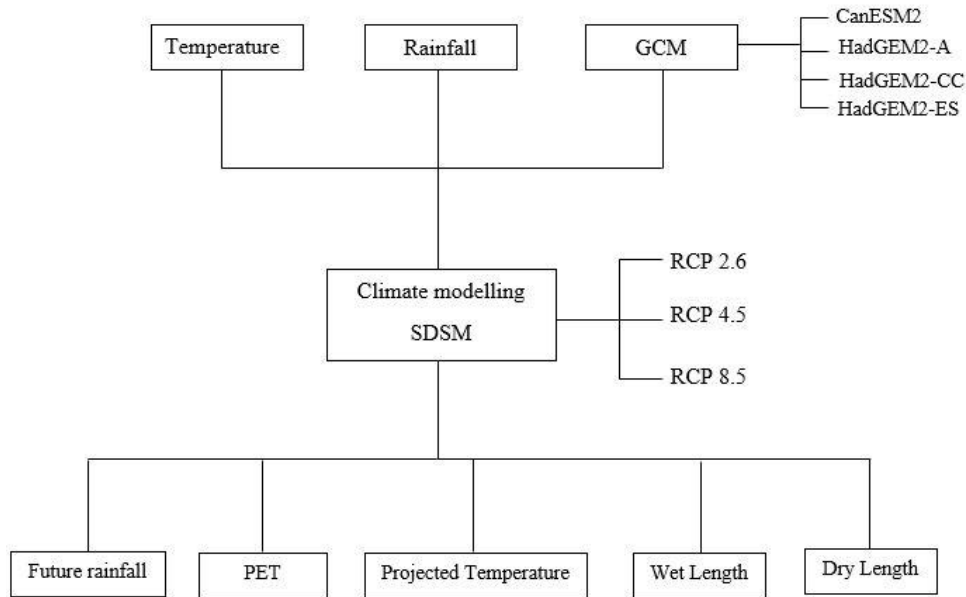 CanESM2
Temperature
Rainfall
GCM
HadGEM2-A
HadGEM2-CC
HadGEM2-ES
Climate modelling
SDSM
RCP 2.6
RCP 4.5
RCP 8.5
Future rainfall
PET
Projected Temperature
Wet Length
Dry Length